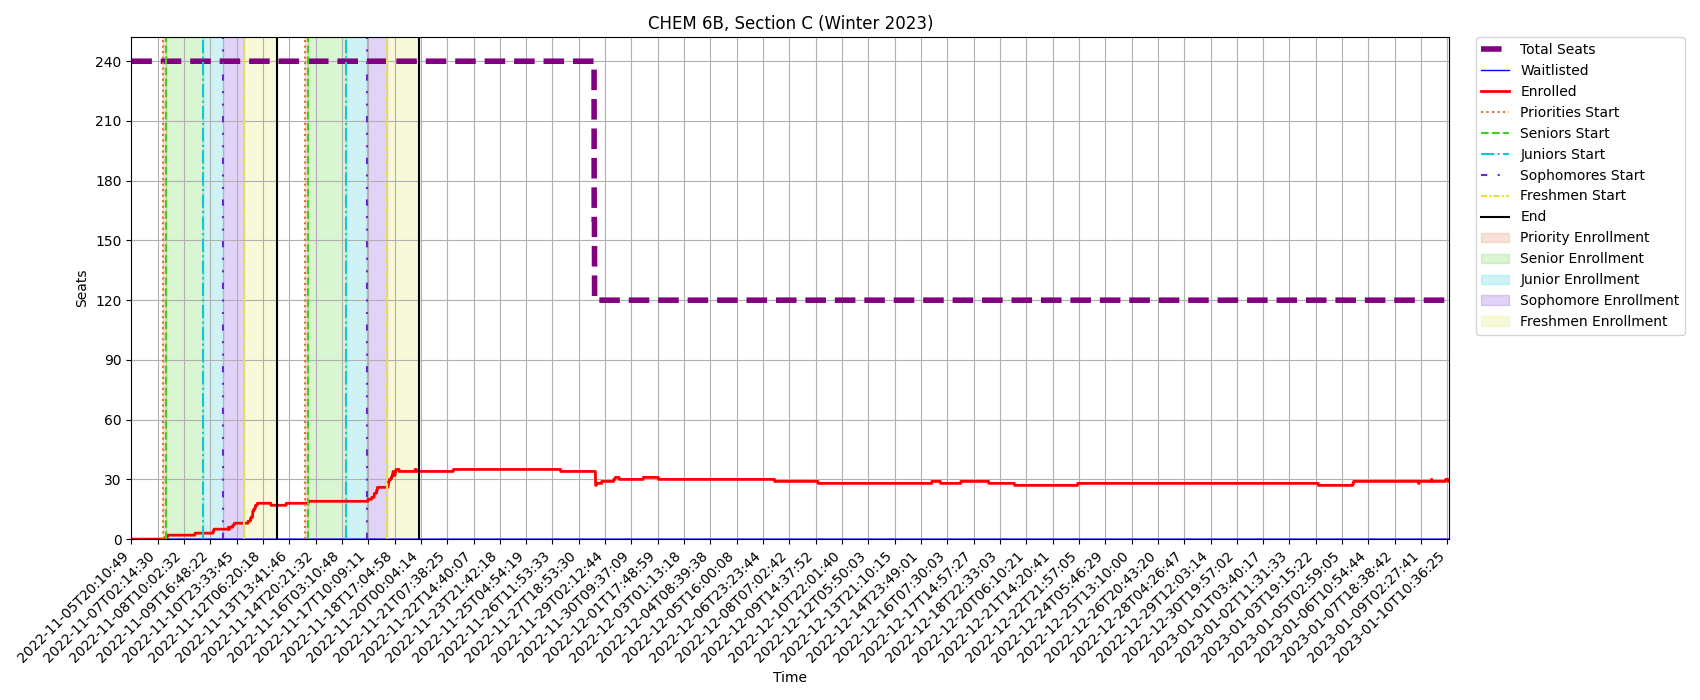 CHEM 6B, Section C (Winter 2023)
Seats
240
210
180
150
120
90
60
30
0
2022-11-05T20:10:49
2022-11-07T02:14:30
2022-11-08T10:02:32
2022-11-09T16:48:22
2022-11-10T23:33:45
2022-11-12T06:20:18
2022-11-13T13:41:46
2022-11-14T20:21:32
2022-11-16T03:10:48
2022-11-17T10:09:11
2022-11-18T17:04:58
2022-11-20T00:04:14
2022-11-21T07:38:25
2022-11-22T14:40:07
2022-11-23T21:42:18
2022-11-25T04:54:19
2022-11-26T11:53:33
2022-11-27T18:53:30
2022-11-29T02:12:44
2022-11-30T09:37:09
2022-12-01T17:48:59
2022-12-03T01:13:18
2022-12-04T08:39:38
2022-12-05T16:00:08
2022-12-06T23:23:44
2022-12-08T07:02:42
2022-12-09T14:37:52
2022-12-10T22:01:40
2022-12-12T05:50:03
2022-12-13T21:10:15
2022-12-14T23:49:01
2022-12-16T07:30:03
2022-12-17T14:57:27
2022-12-18T22:33:03
2022-12-20T06:10:21
2022-12-21T14:20:41
2022-12-22T21:57:05
2022-12-24T05:46:29
2022-12-25T13:10:00
2022-12-26T20:43:20
2022-12-28T04:26:47
2022-12-29T12:03:14
2022-12-30T19:57:02
2023-01-01T03:40:17
2023-01-02T11:31:33
2023-01-03T19:15:22
2023-01-05T02:59:05
2023-01-06T10:54:44
2023-01-07T18:38:42
2023-01-09T02:27:41
2023-01-10T10:36:25
Time
Total Seats
Waitlisted
Enrolled
Priorities Start
Seniors Start
Juniors Start
Sophomores Start
Freshmen Start
End
Priority Enrollment
Senior Enrollment
Junior Enrollment
Sophomore Enrollment
Freshmen Enrollment